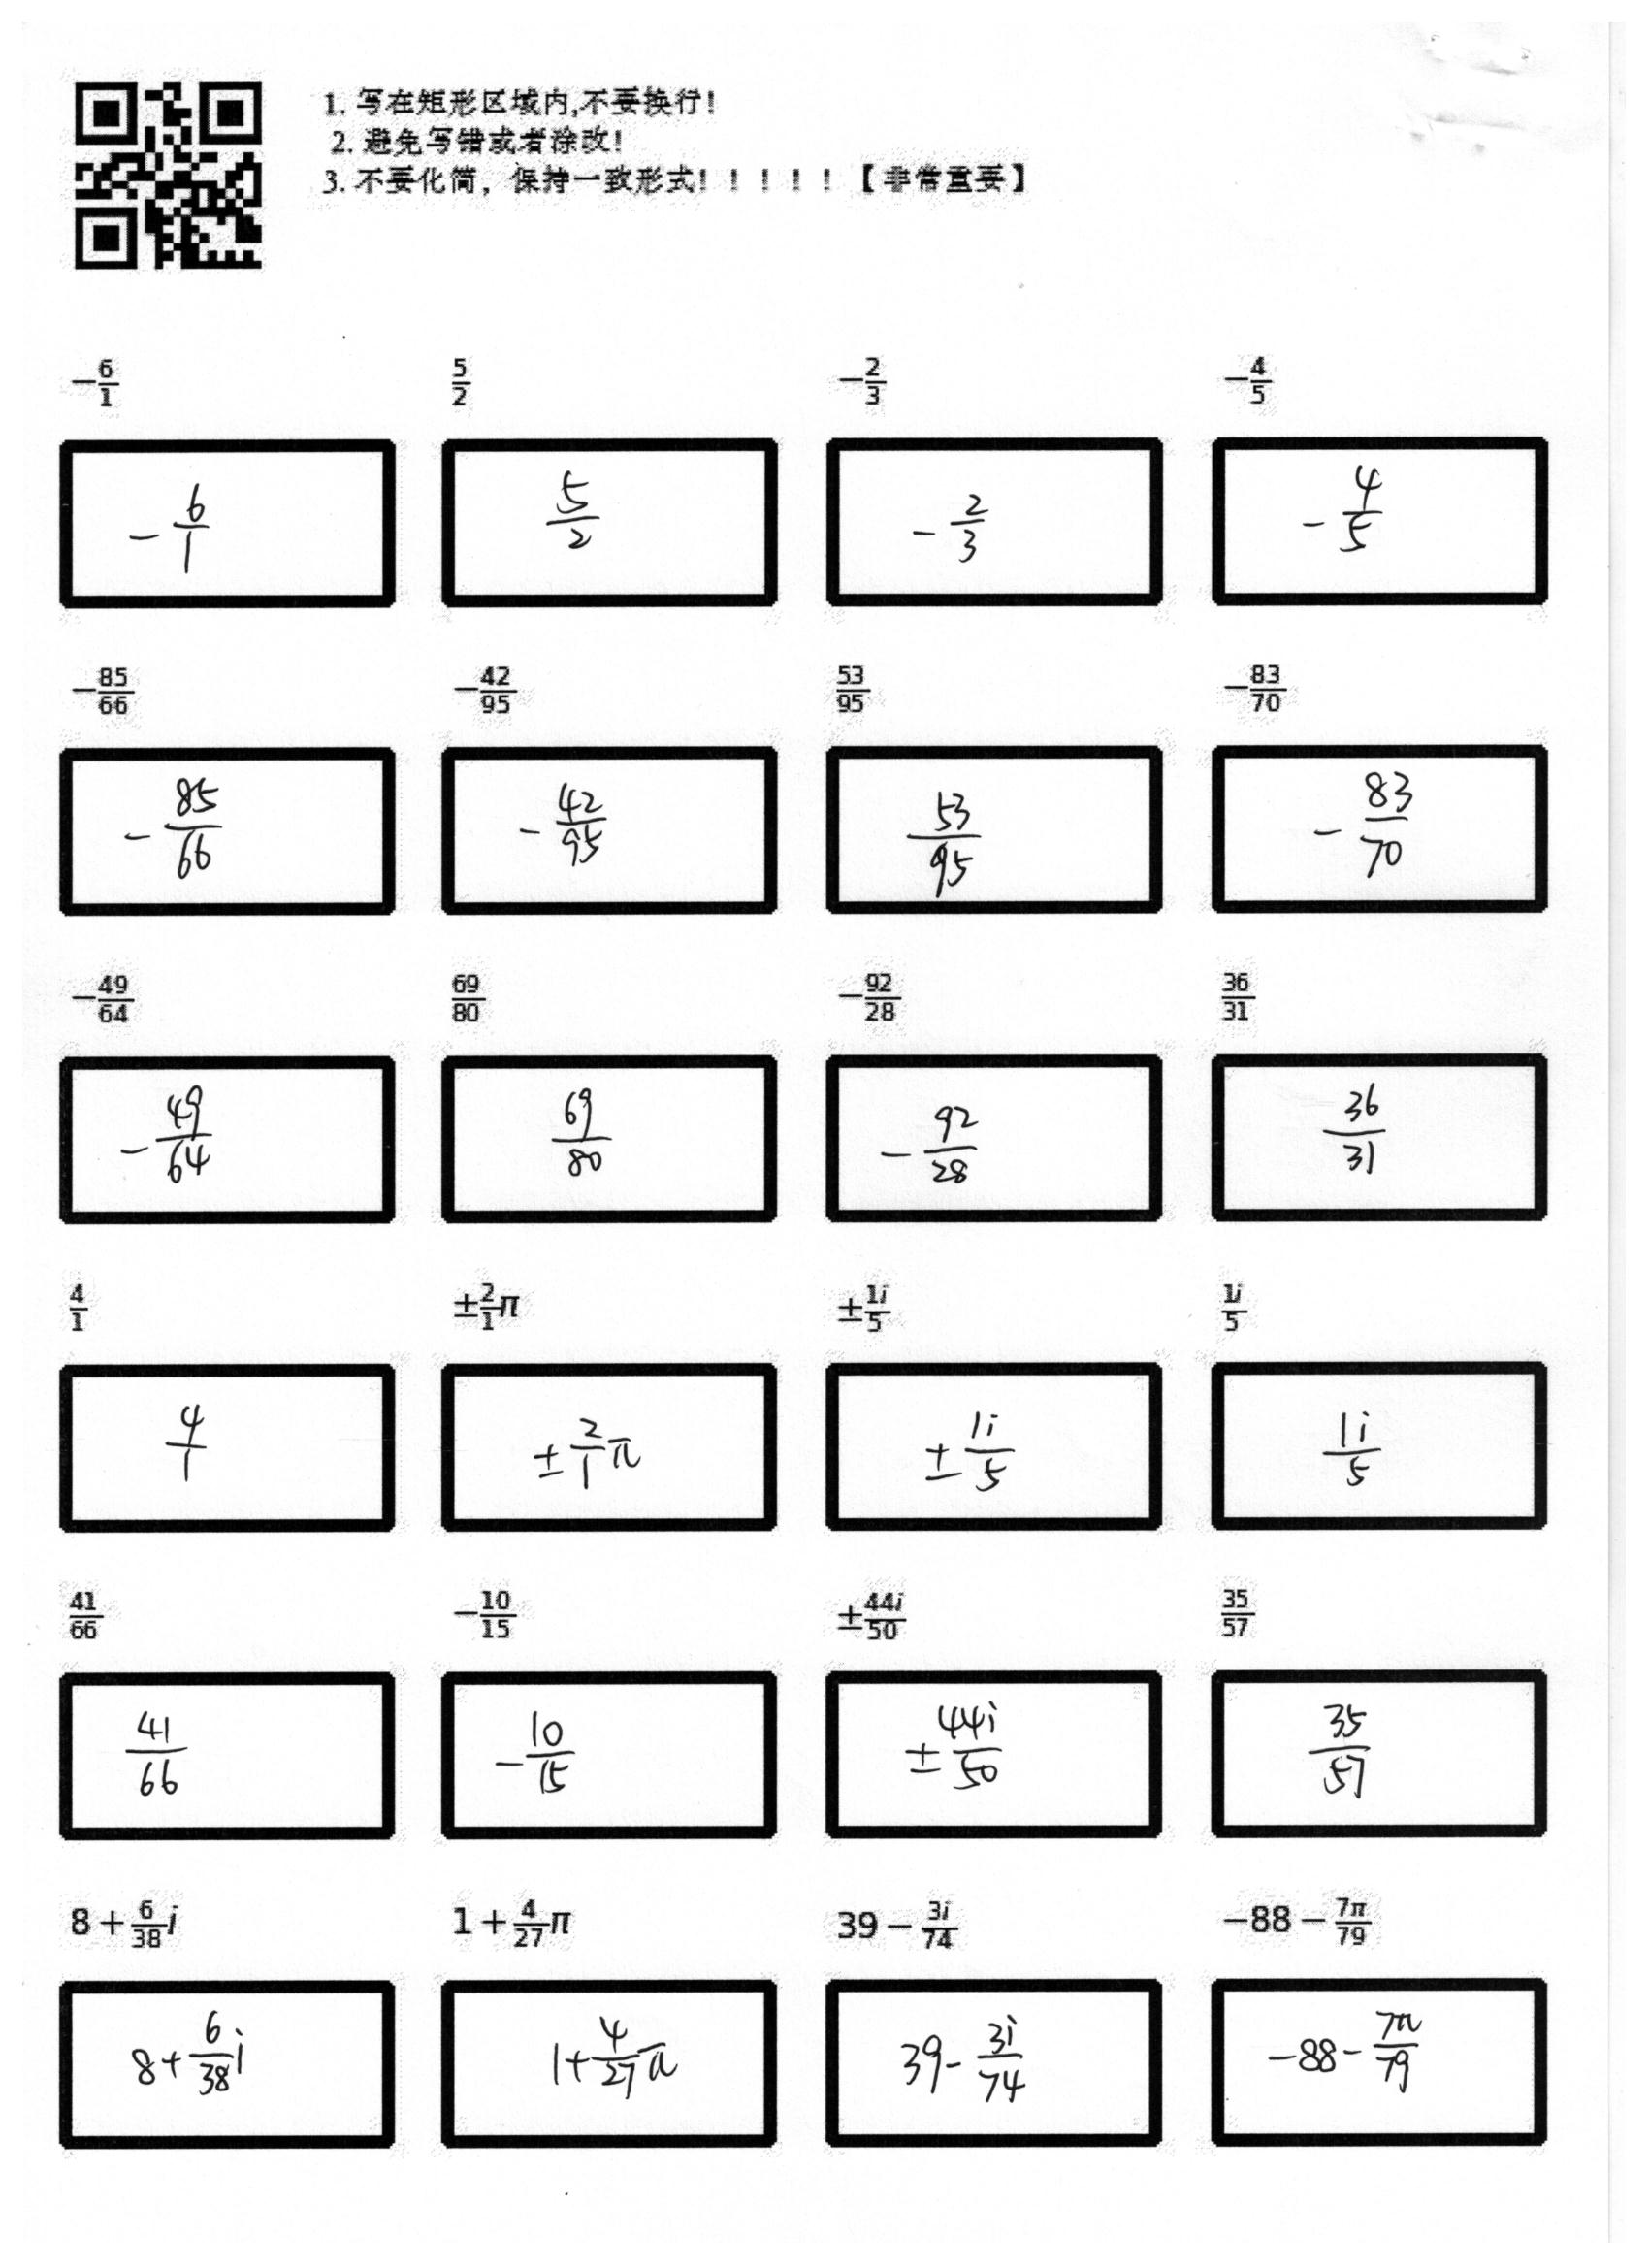 1. 写在矩形区域内,不要换行!
2. 避免写错或者涂改!
3. 不要化简，保持一致形式！！！！！【非常重要】
$-\frac{6}{1}$ $\frac{5}{2}$ $-\frac{2}{3}$ $-\frac{4}{5}$
$-\frac{6}{1}$ $\frac{5}{2}$ $-\frac{2}{3}$ $-\frac{4}{5}$
$-\frac{85}{66}$ $-\frac{42}{95}$ $\frac{53}{95}$ $-\frac{83}{70}$
$-\frac{85}{66}$ $-\frac{42}{95}$ $\frac{53}{95}$ $-\frac{83}{70}$
$-\frac{49}{64}$ $\frac{69}{80}$ $-\frac{92}{28}$ $\frac{36}{31}$
$-\frac{49}{64}$ $\frac{69}{80}$ $-\frac{92}{28}$ $\frac{36}{31}$
$\frac{4}{1}$ $\pm\frac{2}{1}\pi$ $\pm\frac{1i}{5}$ $\frac{1i}{5}$
$\frac{4}{1}$ $\pm\frac{2}{1}\pi$ $\pm\frac{1i}{5}$ $\frac{1i}{5}$
$\frac{41}{66}$ $-\frac{10}{15}$ $\pm\frac{44i}{50}$ $\frac{35}{57}$
$\frac{41}{66}$ $-\frac{10}{15}$ $\pm\frac{44i}{50}$ $\frac{35}{57}$
$8+\frac{6}{38}i$ $1+\frac{4}{27}\pi$ $39-\frac{3i}{74}$ $-88-\frac{7\pi}{79}$
$8+\frac{6}{38}i$ $1+\frac{4}{27}\pi$ $39-\frac{3i}{74}$ $-88-\frac{7\pi}{79}$